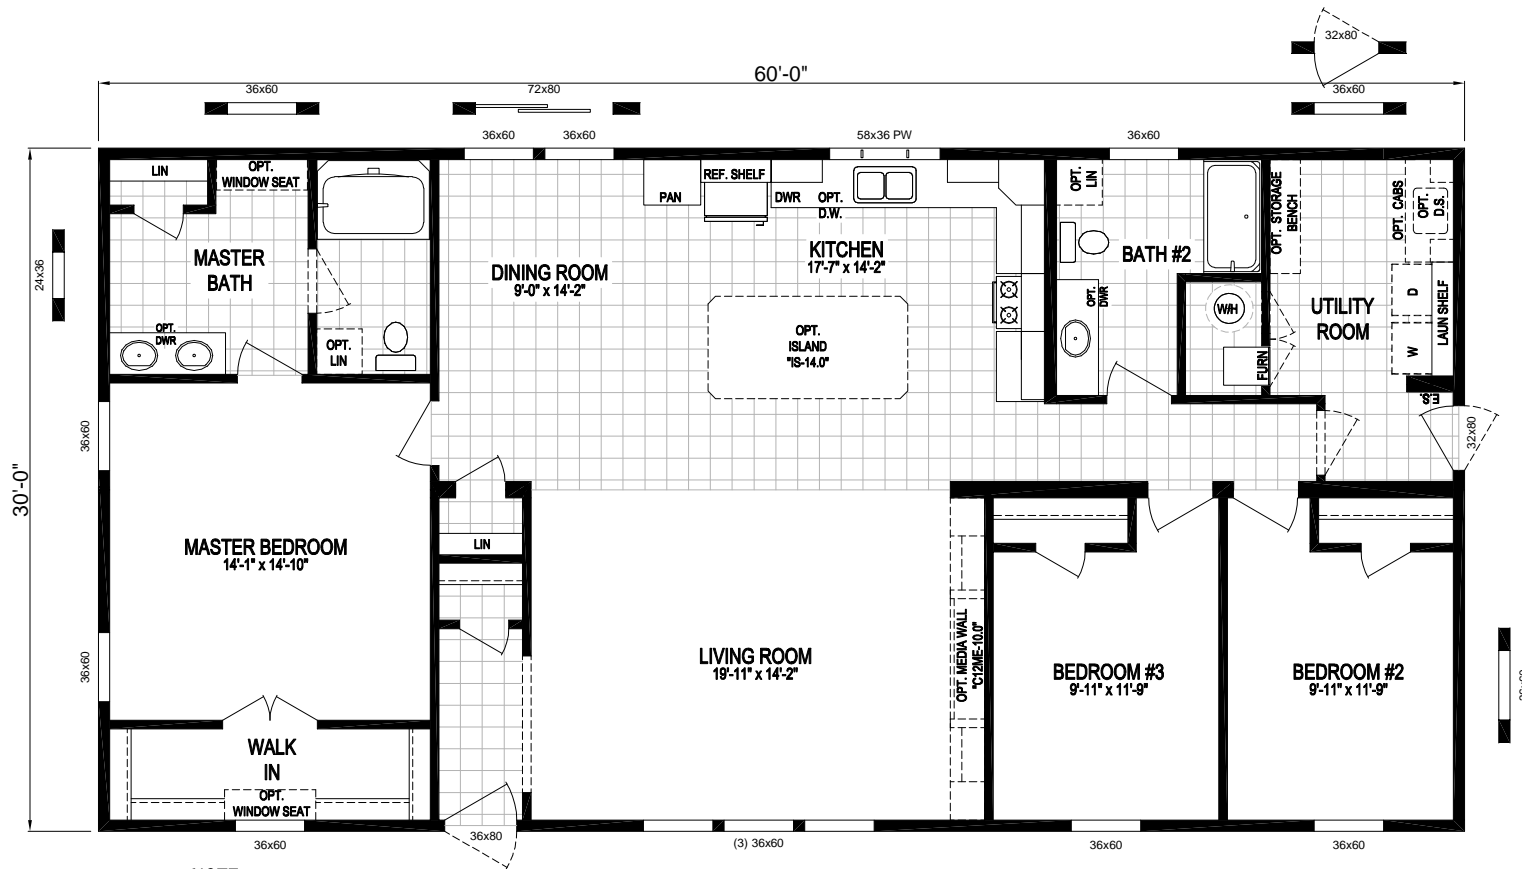 32x80
60'-0"
36x60
72x80
36x60
36x60
36x60
58x36 PW
36x60
LIN
OPT.
WINDOW SEAT
PAN
REF. SHELF
DWR
OPT.
D.W.
OPT.
LIN
OPT. STORAGE
BENCH
OPT. CABS
OPT.
D.S.
24x36
MASTER
BATH
DINING ROOM
9'-0" x 14'-2"
KITCHEN
17'-7" x 14'-2"
BATH #2
OPT.
DWR
W/H
UTILITY
ROOM
D
LAUN SHELF
W
OPT.
DWR
OPT.
LIN
OPT.
ISLAND
"IS-14.0"
FURN
E.S.
36x60
32x80
30'-0"
MASTER BEDROOM
14'-1" x 14'-10"
LIN
36x60
LIVING ROOM
19'-11" x 14'-2"
OPT. MEDIA WALL
"C12ME-10.0"
BEDROOM #3
9'-11" x 11'-9"
BEDROOM #2
9'-11" x 11'-9"
WALK
IN
OPT.
WINDOW SEAT
36x60
36x80
(3) 36x60
36x60
36x60